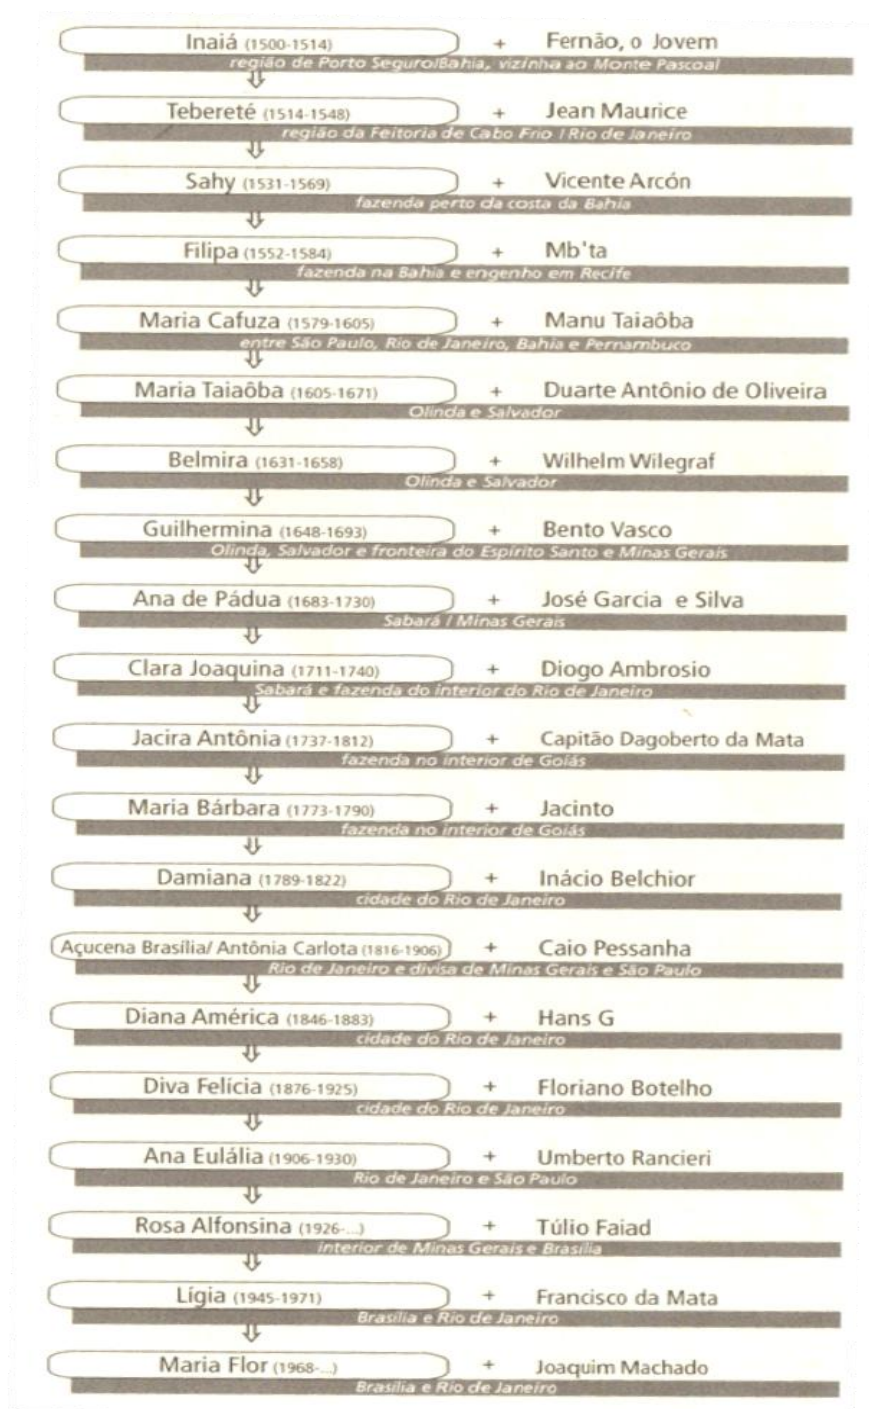 Inaiá (1500-1514) + Fernão, o Jovem
região de Porto Seguro/Bahia, vizinha ao Monte Pascoal
Tebereté (1514-1548) + Jean Maurice
região da Feitoria de Cabo Frio / Rio de Janeiro
Sahy (1531-1569) + Vicente Arcón
fazenda perto da costa da Bahia
Filipa (1552-1584) + Mb'ta
fazenda na Bahia e engenho em Recife
Maria Cafuza (1579-1605) + Manu Taiaôba
entre São Paulo, Rio de Janeiro, Bahia e Pernambuco
Maria Taiaôba (1605-1671) + Duarte Antônio de Oliveira
Olinda e Salvador
Belmira (1631-1658) + Wilhelm Wilegraf
Olinda e Salvador
Guilhermina (1648-1693) + Bento Vasco
Olinda, Salvador e fronteira do Espírito Santo e Minas Gerais
Ana de Pádua (1683-1730) + José Garcia e Silva
Sabará / Minas Gerais
Clara Joaquina (1711-1740) + Diogo Ambrosio
Sabará e fazenda do interior do Rio de Janeiro
Jacira Antônia (1737-1812) + Capitão Dagoberto da Mata
fazenda no interior de Goiás
Maria Bárbara (1773-1790) + Jacinto
fazenda no interior de Goiás
Damiana (1789-1822) + Inácio Belchior
cidade do Rio de Janeiro
Açucena Brasília/ Antônia Carlota (1816-1906) + Caio Pessanha
Rio de Janeiro e divisa de Minas Gerais e São Paulo
Diana América (1846-1883) + Hans G
cidade do Rio de Janeiro
Diva Felícia (1876-1925) + Floriano Botelho
cidade do Rio de Janeiro
Ana Eulália (1906-1930) + Umberto Rancieri
Rio de Janeiro e São Paulo
Rosa Alfonsina (1926-...) + Túlio Faiad
interior de Minas Gerais e Brasília
Lígia (1945-1971) + Francisco da Mata
Brasília e Rio de Janeiro
Maria Flor (1968-...) + Joaquim Machado
Brasília e Rio de Janeiro